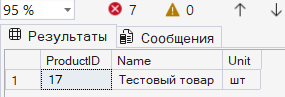 95 % 7 0
Результаты Сообщения
ProductID Name Unit
1 17 Тестовый товар шт